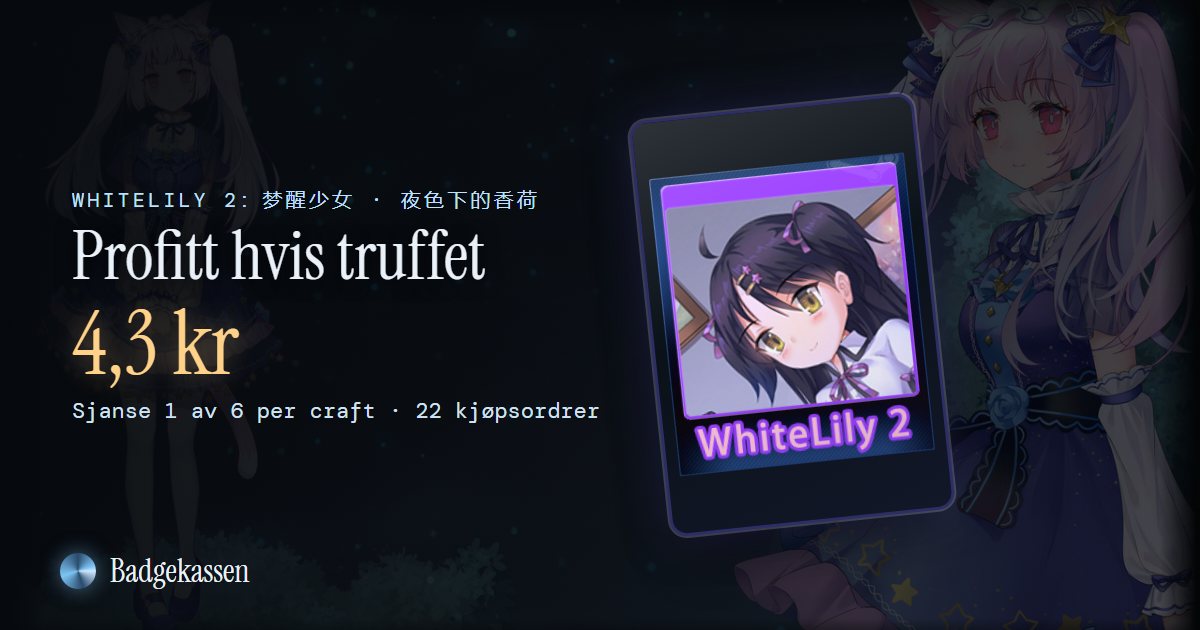 WHITELILY 2: 梦醒少女 · 夜色下的香荷
Profitt hvis truffet
4,3 kr
Sjanse 1 av 6 per craft · 22 kjøpsordrer
WhiteLily 2
Badgekassen